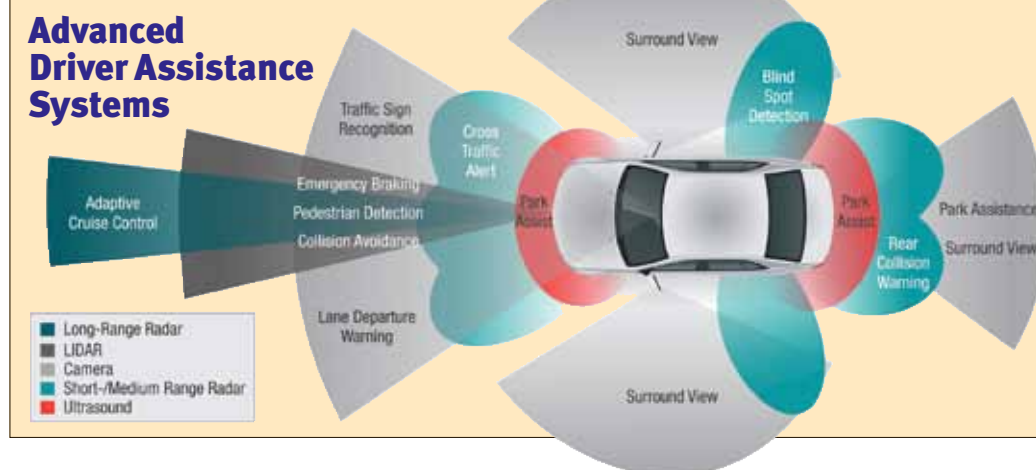 Advanced
Driver Assistance
Systems
Surround View
Blind
Spot
Detection
Traffic Sign
Recognition
Cross
Traffic
Alert
Adaptive
Cruise Control
Emergency Braking
Pedestrian Detection
Collision Avoidance
Park
Assist
Park
Assist
Park Assistance
Surround View
Rear
Collision
Warning
Lane Departure
Warning
Surround View
Long-Range Radar
LIDAR
Camera
Short-/Medium Range Radar
Ultrasound